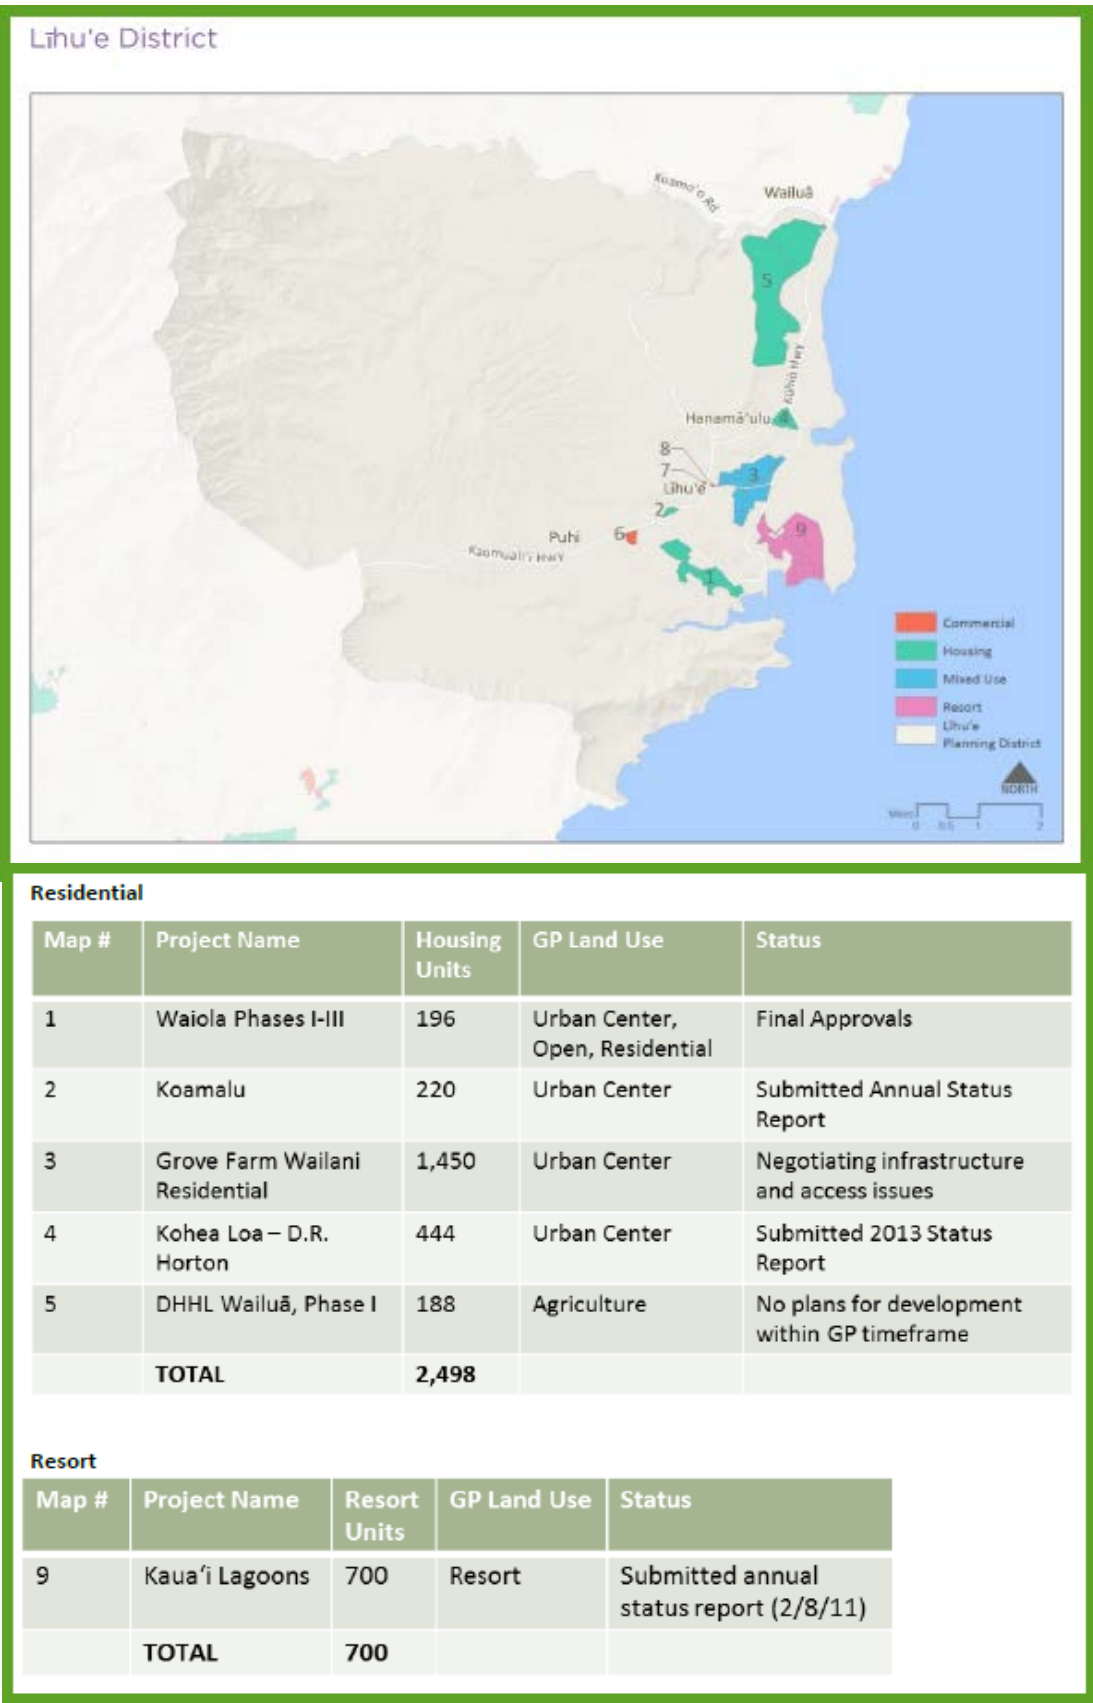 Līhu'e District
Kuamo'o Rd
Wailuā
5
Kūhiō Hwy
Hanamā'ulu 4
8
7
3
Līhu'e
2
9
Puhi 6
Kaumuali'i Hwy
1
Commercial
Housing
Mixed Use
Resort
Līhu'e
Planning District
NORTH
Miles
0 0.5 1 2
Residential
Map # Project Name Housing GP Land Use Status
Units
1 Waiola Phases I-III 196 Urban Center, Final Approvals
Open, Residential
2 Koamalu 220 Urban Center Submitted Annual Status
Report
3 Grove Farm Wailani 1,450 Urban Center Negotiating infrastructure
Residential and access issues
4 Kohea Loa – D.R. 444 Urban Center Submitted 2013 Status
Horton Report
5 DHHL Wailuā, Phase I 188 Agriculture No plans for development
within GP timeframe
TOTAL 2,498
Resort
Map # Project Name Resort GP Land Use Status
Units
9 Kaua'i Lagoons 700 Resort Submitted annual
status report (2/8/11)
TOTAL 700